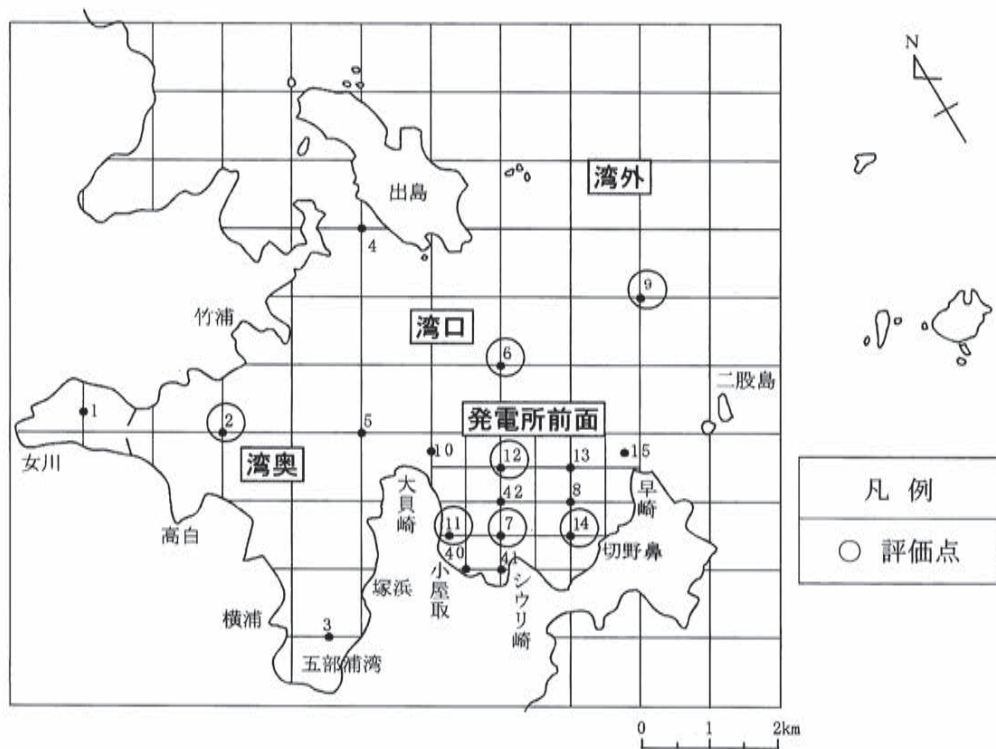 N
湾外
出島
4
9
竹浦
湾口
6
二股島
1
2
5
発電所前面
10
12
13
15
女川
湾奥
大貝崎
42
8
早崎
凡 例
○ 評価点
高白
11
7
14
切野鼻
40
41
塚浜
小屋取
シウリ崎
横浦
3
五部浦湾
0 1 2km